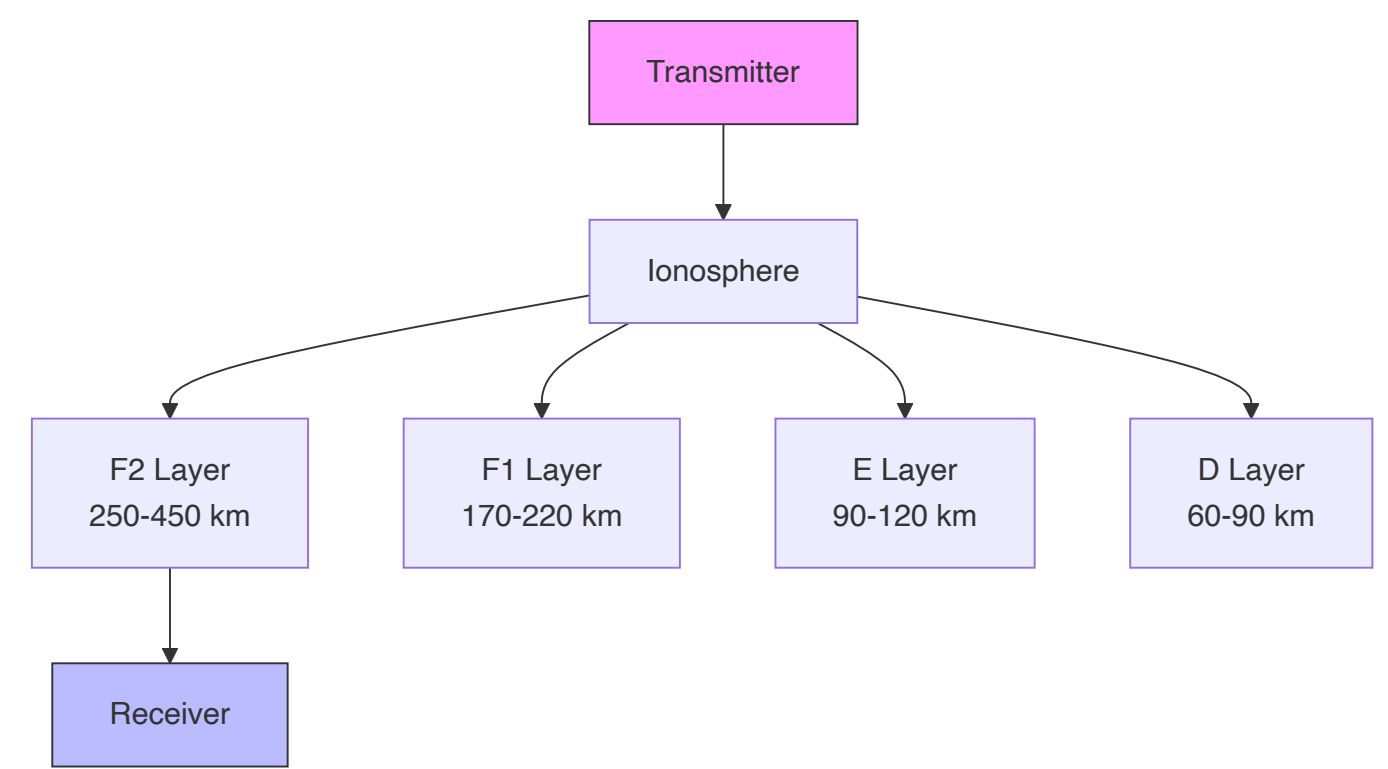 Transmitter
Ionosphere
F2 Layer
250-450 km
F1 Layer
170-220 km
E Layer
90-120 km
D Layer
60-90 km
Receiver